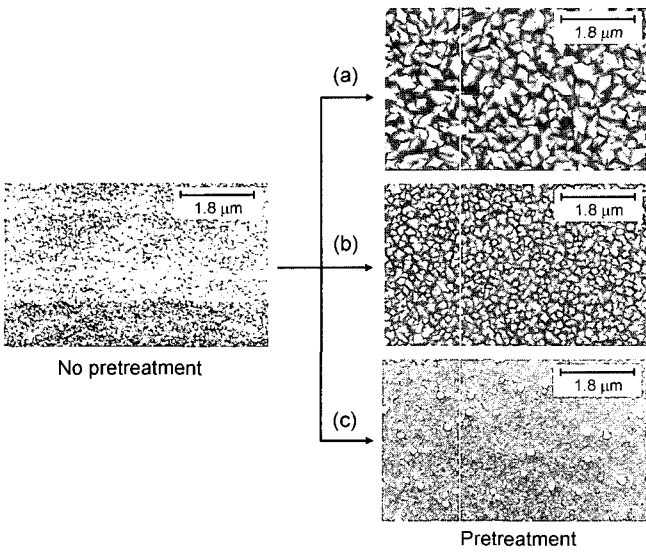 (a)
1.8 μm
1.8 μm
(b)
1.8 μm
No pretreatment
(c)
1.8 μm
Pretreatment